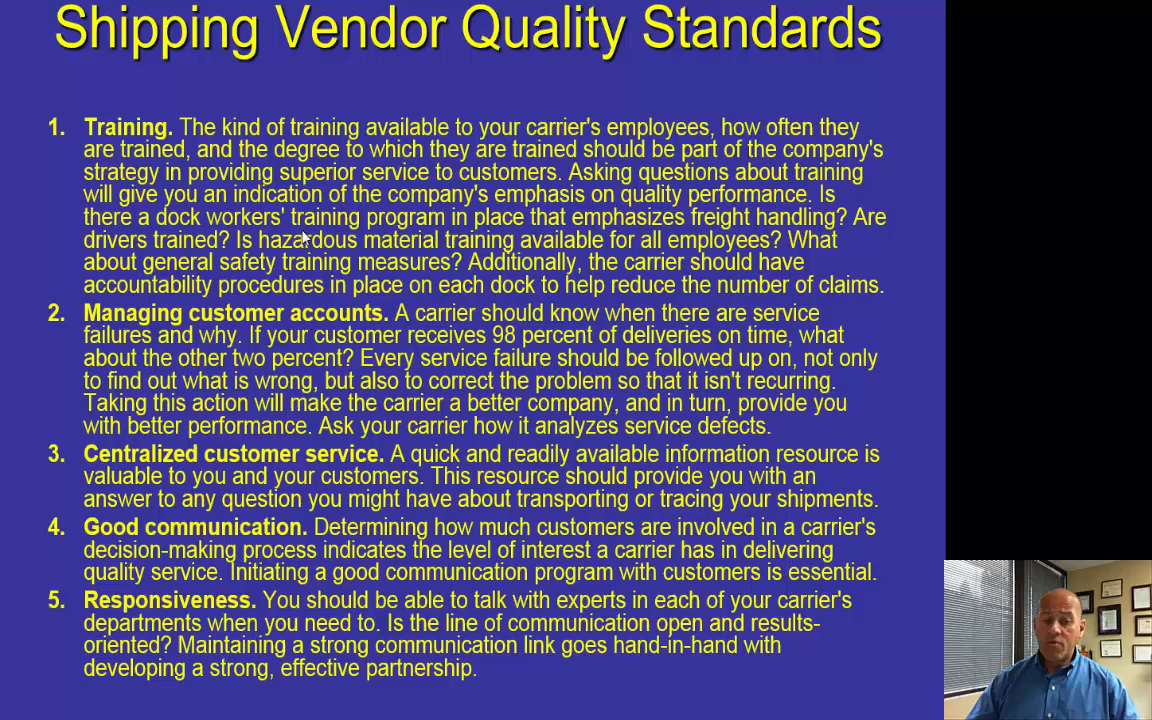 Shipping Vendor Quality Standards
1. Training. The kind of training available to your carrier's employees, how often they
are trained, and the degree to which they are trained should be part of the company's
strategy in providing superior service to customers. Asking questions about training
will give you an indication of the company's emphasis on quality performance. Is
there a dock workers' training program in place that emphasizes freight handling? Are
drivers trained? Is hazardous material training available for all employees? What
about general safety training measures? Additionally, the carrier should have
accountability procedures in place on each dock to help reduce the number of claims.
2. Managing customer accounts. A carrier should know when there are service
failures and why. If your customer receives 98 percent of deliveries on time, what
about the other two percent? Every service failure should be followed up on, not only
to find out what is wrong, but also to correct the problem so that it isn't recurring.
Taking this action will make the carrier a better company, and in turn, provide you
with better performance. Ask your carrier how it analyzes service defects.
3. Centralized customer service. A quick and readily available information resource is
valuable to you and your customers. This resource should provide you with an
answer to any question you might have about transporting or tracing your shipments.
4. Good communication. Determining how much customers are involved in a carrier's
decision-making process indicates the level of interest a carrier has in delivering
quality service. Initiating a good communication program with customers is essential.
5. Responsiveness. You should be able to talk with experts in each of your carrier's
departments when you need to. Is the line of communication open and results-
oriented? Maintaining a strong communication link goes hand-in-hand with
developing a strong, effective partnership.